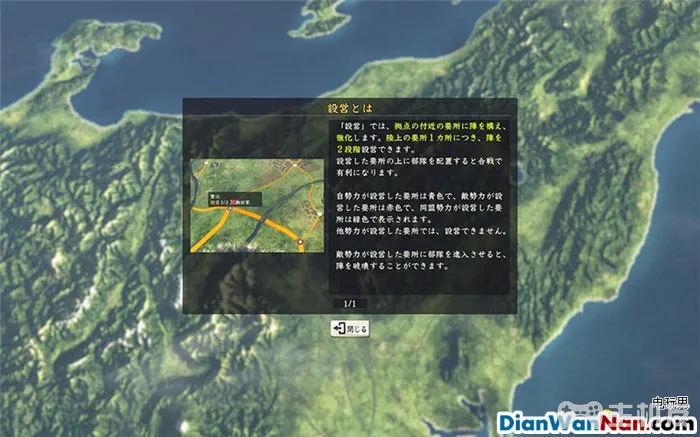 設営とは
「設営」では、拠点の付近の要所に陣を構え、
強化します。陸上の要所１カ所につき、陣を
２段階設営できます。
設営した要所の上に部隊を配置すると合戦で
有利になります。
自勢力が設営した要所は青色で、敵勢力が設
営した要所は赤色で、同盟勢力が設営した要
所は緑色で表示されます。
他勢力が設営した要所では、設営できません。
敵勢力が設営した要所に部隊を進入させると、
陣を破壊することができます。
1/1
閉じる
电玩男
DianWanNan.com